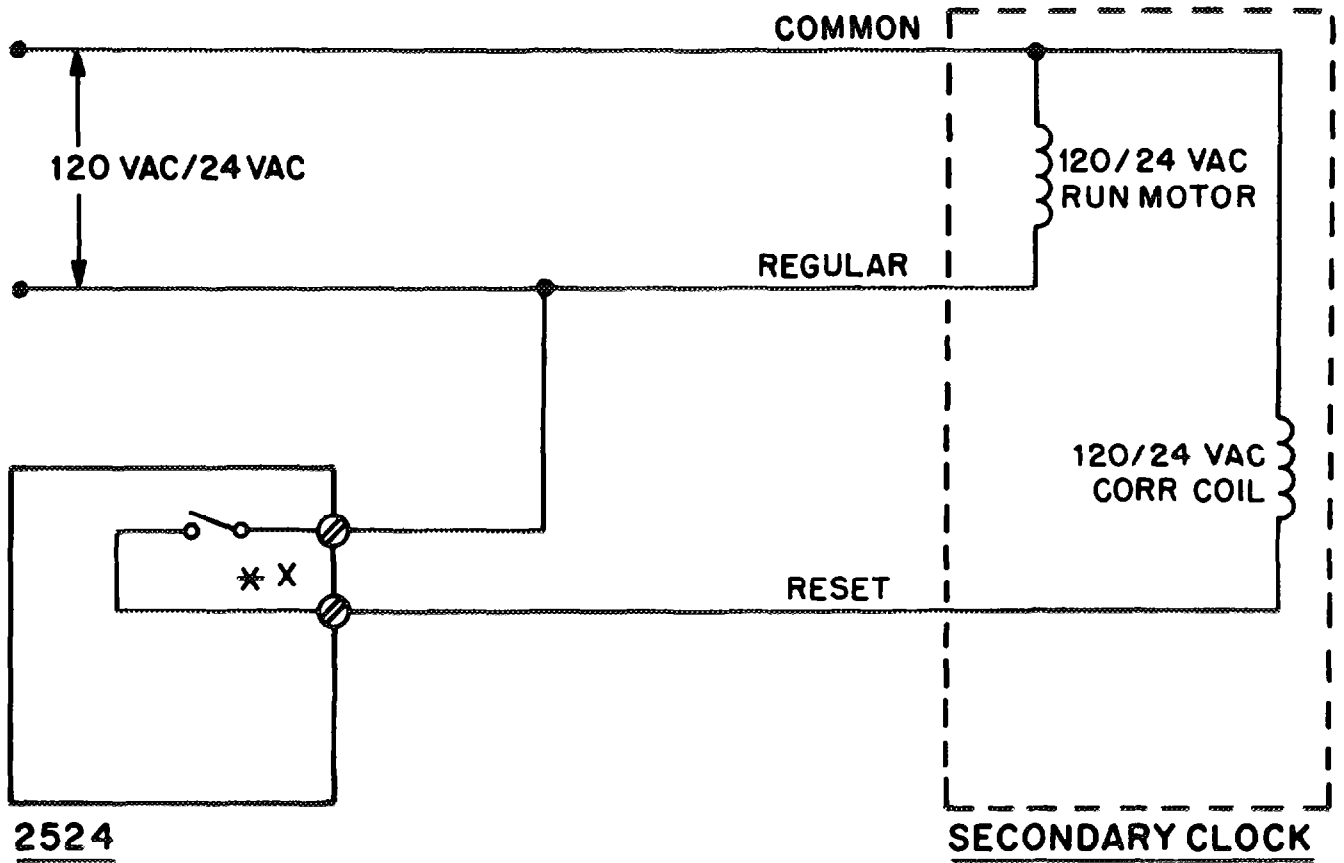 COMMON
120 VAC/24 VAC
120/24 VAC
RUN MOTOR
REGULAR
120/24 VAC
CORR COIL
* X
RESET
2524
SECONDARY CLOCK